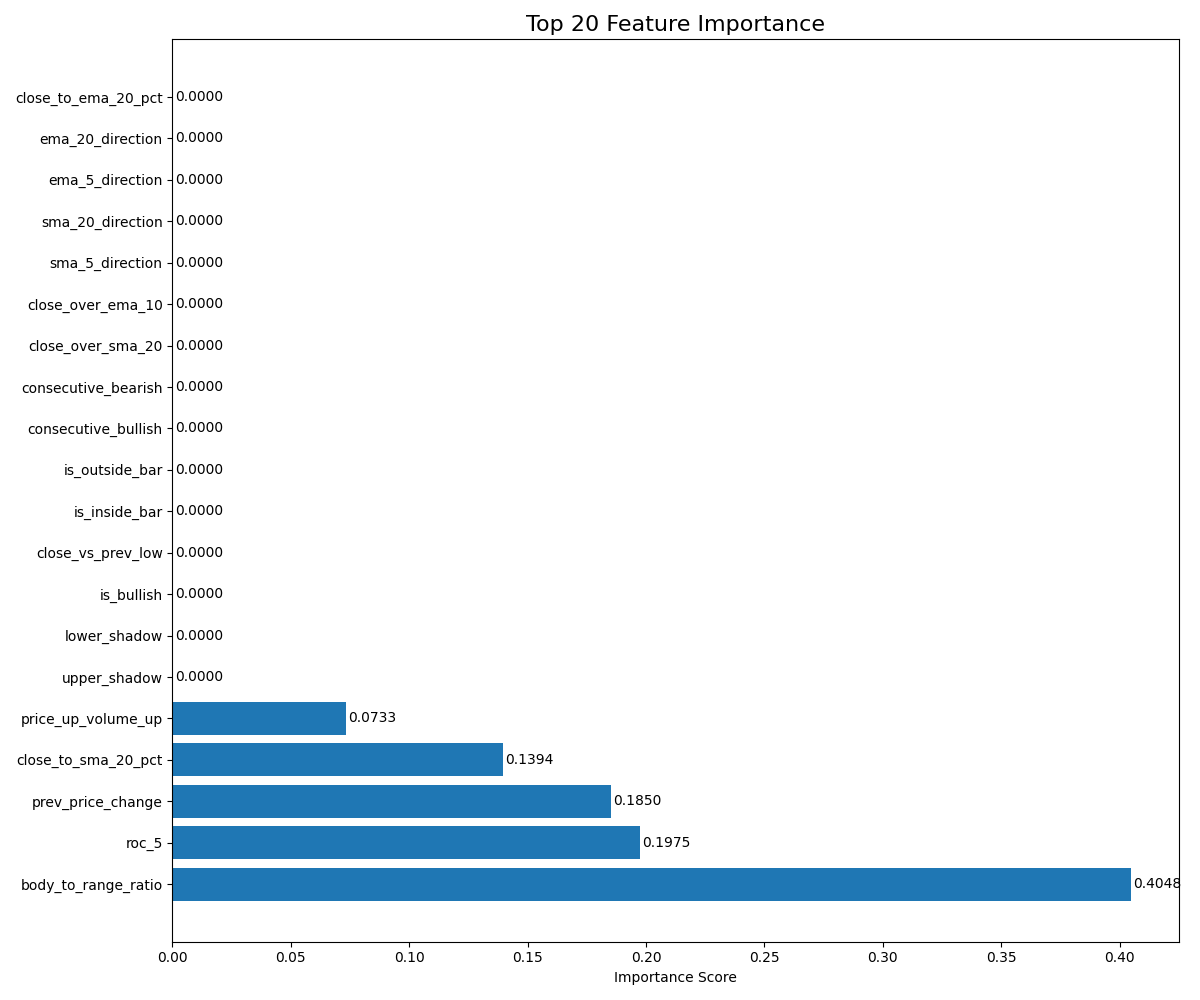 Top 20 Feature Importance
close_to_ema_20_pct 0.0000
ema_20_direction 0.0000
ema_5_direction 0.0000
sma_20_direction 0.0000
sma_5_direction 0.0000
close_over_ema_10 0.0000
close_over_sma_20 0.0000
consecutive_bearish 0.0000
consecutive_bullish 0.0000
is_outside_bar 0.0000
is_inside_bar 0.0000
close_vs_prev_low 0.0000
is_bullish 0.0000
lower_shadow 0.0000
upper_shadow 0.0000
price_up_volume_up 0.0733
close_to_sma_20_pct 0.1394
prev_price_change 0.1850
roc_5 0.1975
body_to_range_ratio 0.4048
0.00 0.05 0.10 0.15 0.20 0.25 0.30 0.35 0.40
Importance Score